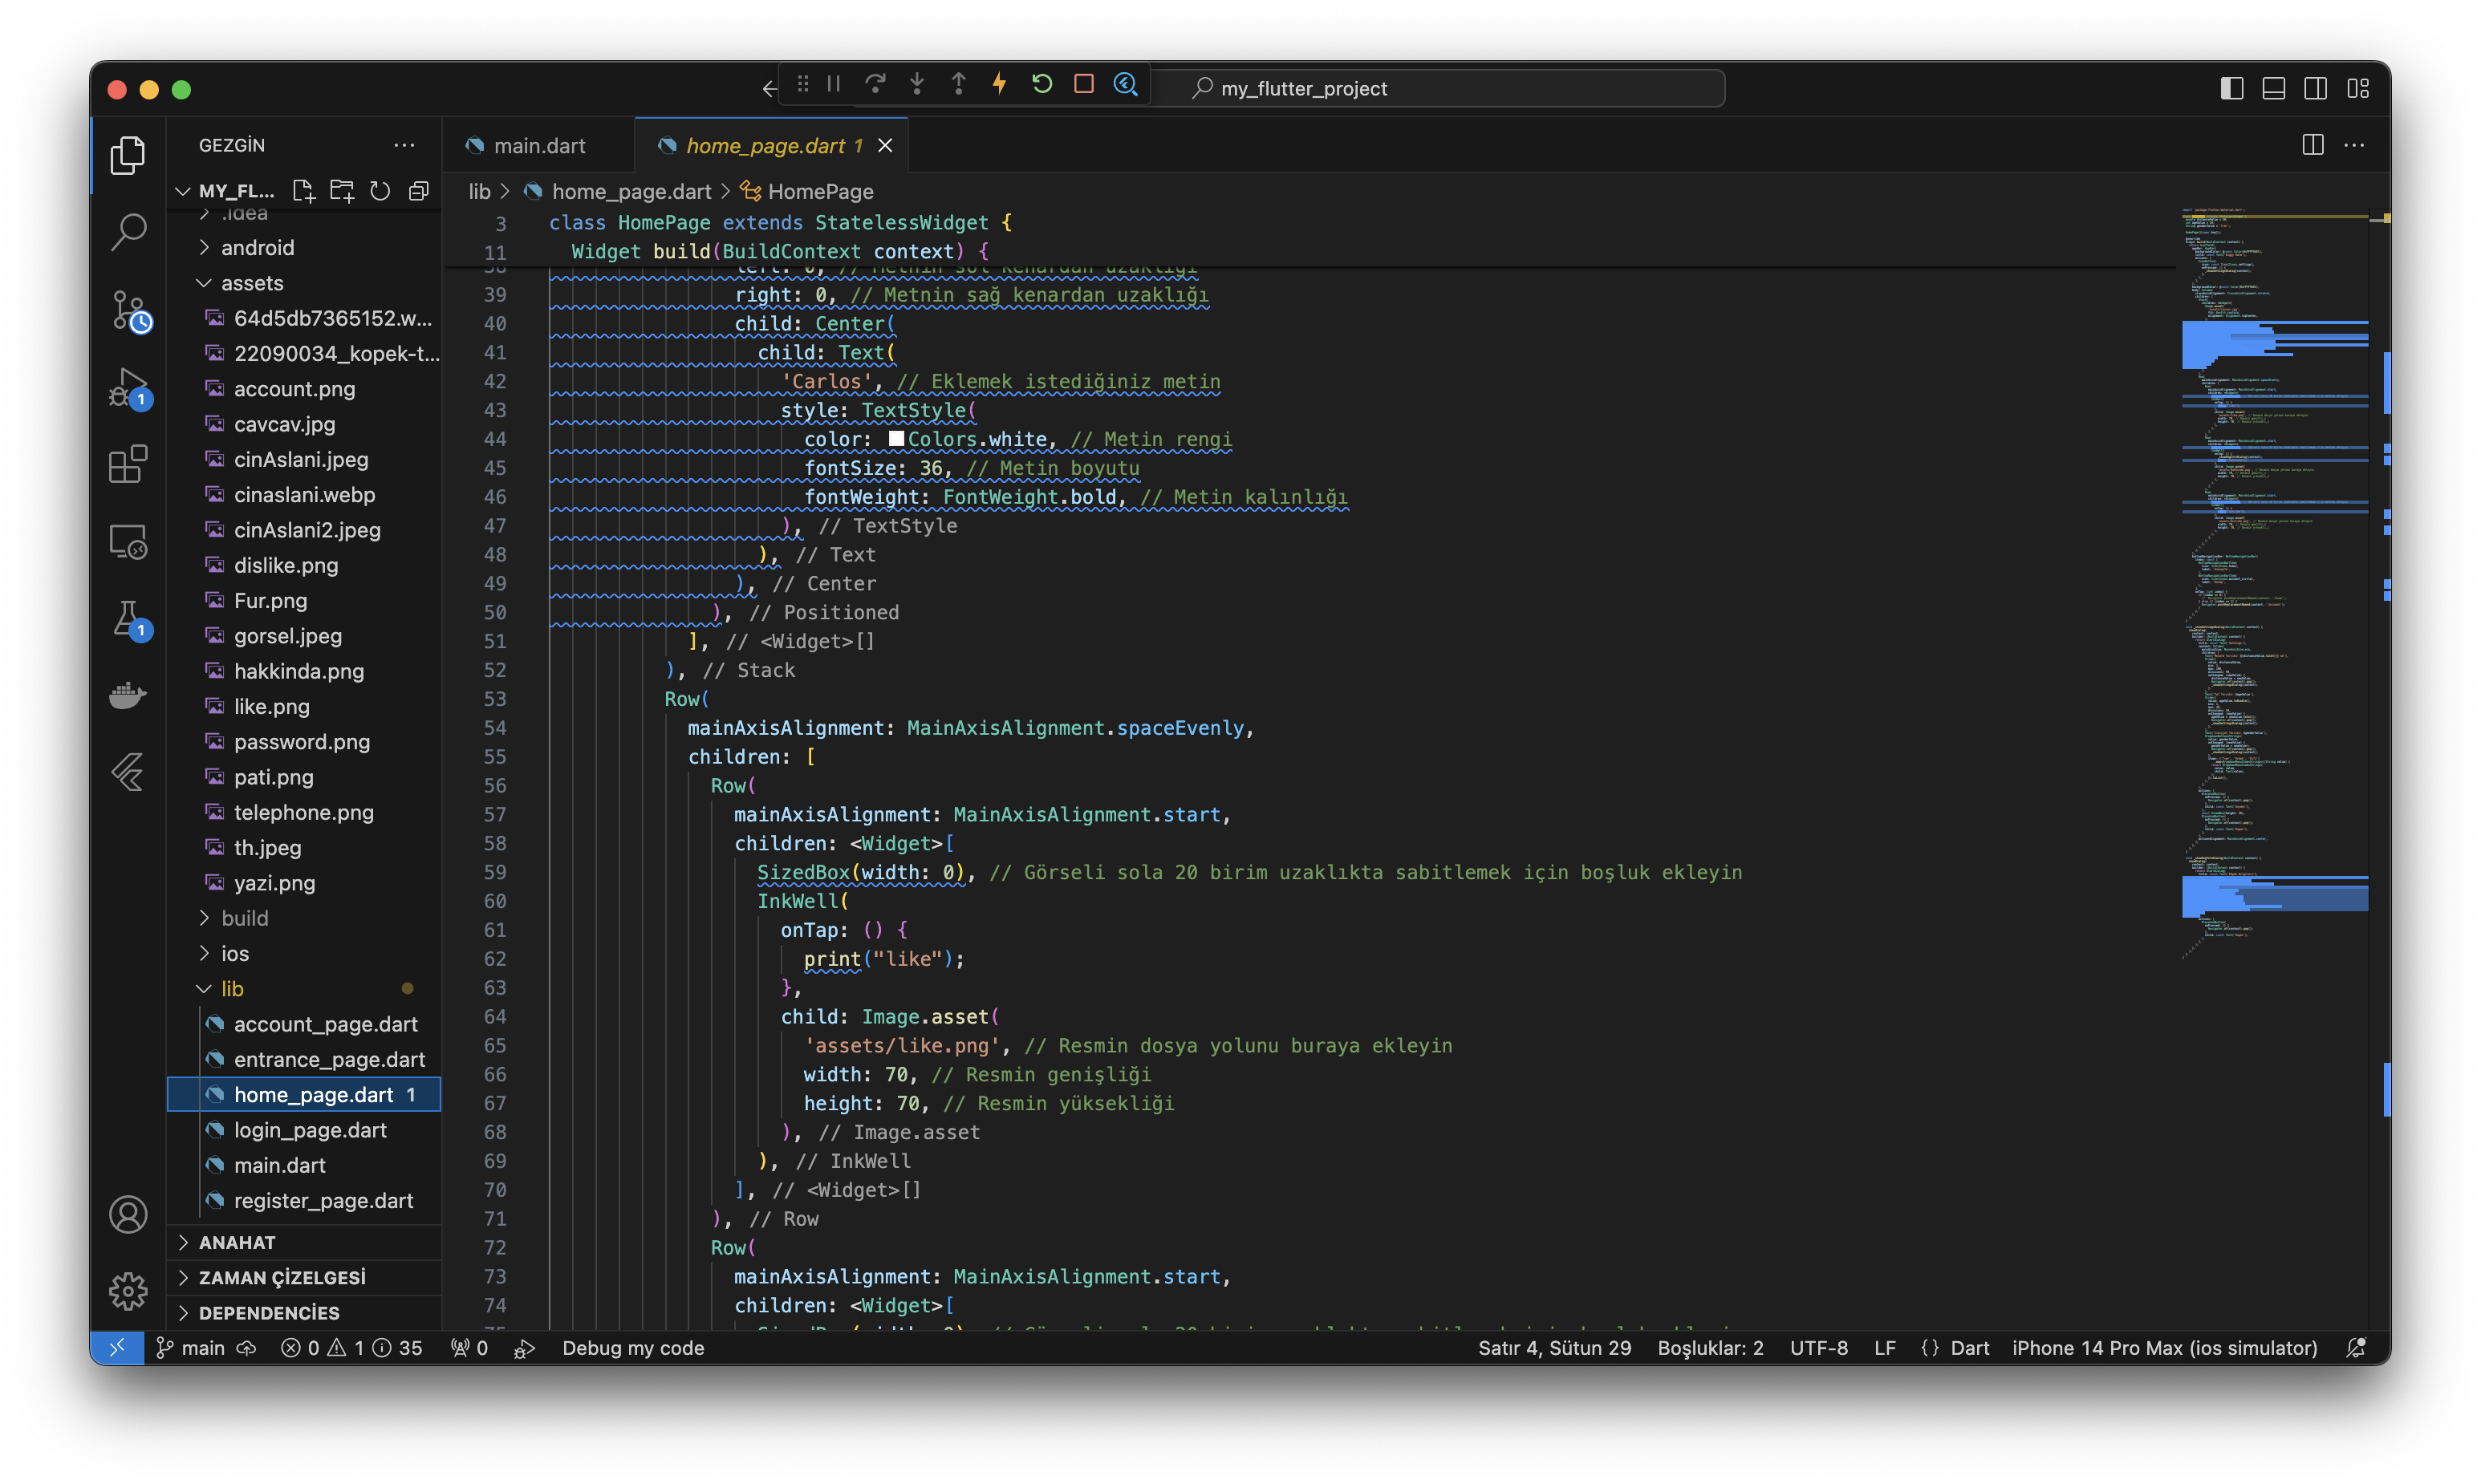 my_flutter_project
GEZGİN
main.dart
home_page.dart 1
MY_FL...
lib > home_page.dart > HomePage
.idea
android
assets
64d5db7365152.w...
22090034_kopek-t...
account.png
cavcav.jpg
cinAslani.jpeg
cinaslani.webp
cinAslani2.jpeg
dislike.png
Fur.png
gorsel.jpeg
hakkinda.png
like.png
password.png
pati.png
telephone.png
th.jpeg
yazi.png
build
ios
lib
account_page.dart
entrance_page.dart
home_page.dart 1
login_page.dart
main.dart
register_page.dart
ANAHAT
ZAMAN ÇİZELGESİ
DEPENDENCİES
3 class HomePage extends StatelessWidget {
11 Widget build(BuildContext context) {
38 left: 0, // Metnin sol kenardan uzaklığı
39 right: 0, // Metnin sağ kenardan uzaklığı
40 child: Center(
41 child: Text(
42 'Carlos', // Eklemek istediğiniz metin
43 style: TextStyle(
44 color: Colors.white, // Metin rengi
45 fontSize: 36, // Metin boyutu
46 fontWeight: FontWeight.bold, // Metin kalınlığı
47 ), // TextStyle
48 ), // Text
49 ), // Center
50 ), // Positioned
51 ], // <Widget>[]
52 ), // Stack
53 Row(
54 mainAxisAlignment: MainAxisAlignment.spaceEvenly,
55 children: [
56 Row(
57 mainAxisAlignment: MainAxisAlignment.start,
58 children: <Widget>[
59 SizedBox(width: 0), // Görseli sola 20 birim uzaklıkta sabitlemek için boşluk ekleyin
60 InkWell(
61 onTap: () {
62 print("like");
63 },
64 child: Image.asset(
65 'assets/like.png', // Resmin dosya yolunu buraya ekleyin
66 width: 70, // Resmin genişliği
67 height: 70, // Resmin yüksekliği
68 ), // Image.asset
69 ), // InkWell
70 ], // <Widget>[]
71 ), // Row
72 Row(
73 mainAxisAlignment: MainAxisAlignment.start,
74 children: <Widget>[
1
1
main 0 1 35 0 Debug my code Satır 4, Sütun 29 Boşluklar: 2 UTF-8 LF {} Dart iPhone 14 Pro Max (ios simulator)